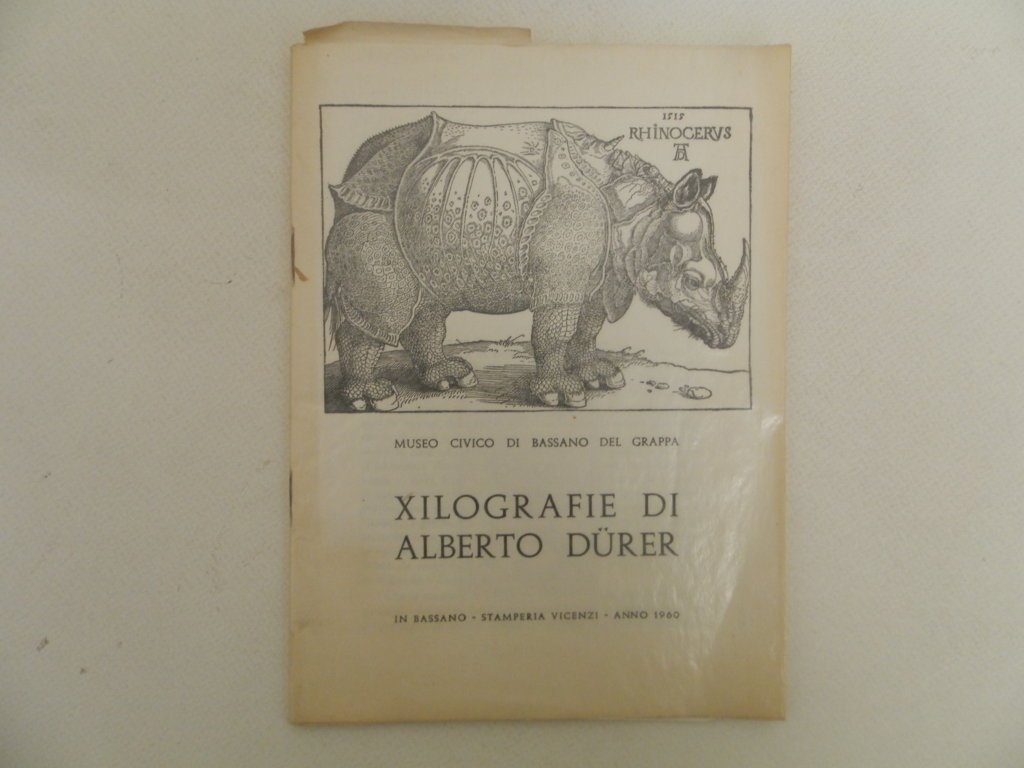 1515
RHINOCERVS
AD
MUSEO CIVICO DI BASSANO DEL GRAPPA
XILOGRAFIE DI
ALBERTO DÜRER
IN BASSANO - STAMPERIA VICENZI - ANNO 1960